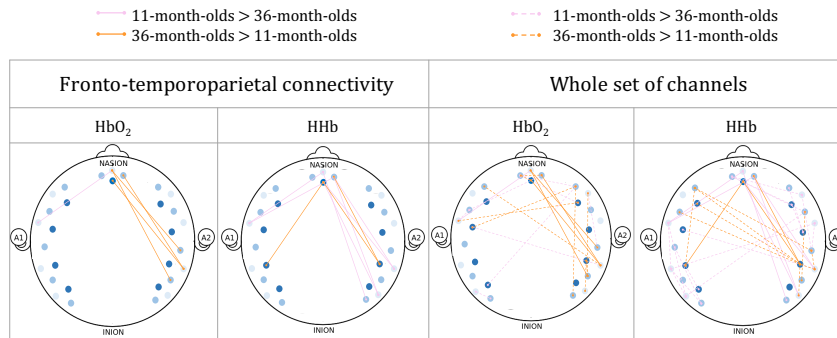 11-month-olds > 36-month-olds
36-month-olds > 11-month-olds
11-month-olds > 36-month-olds
36-month-olds > 11-month-olds
Fronto-temporoparietal connectivity
Whole set of channels
HbO₂
HHb
HbO₂
HHb
NASION
NASION
NASION
NASION
A1
A2
A1
A2
A1
A2
A1
A
INION
INION
INION
INION